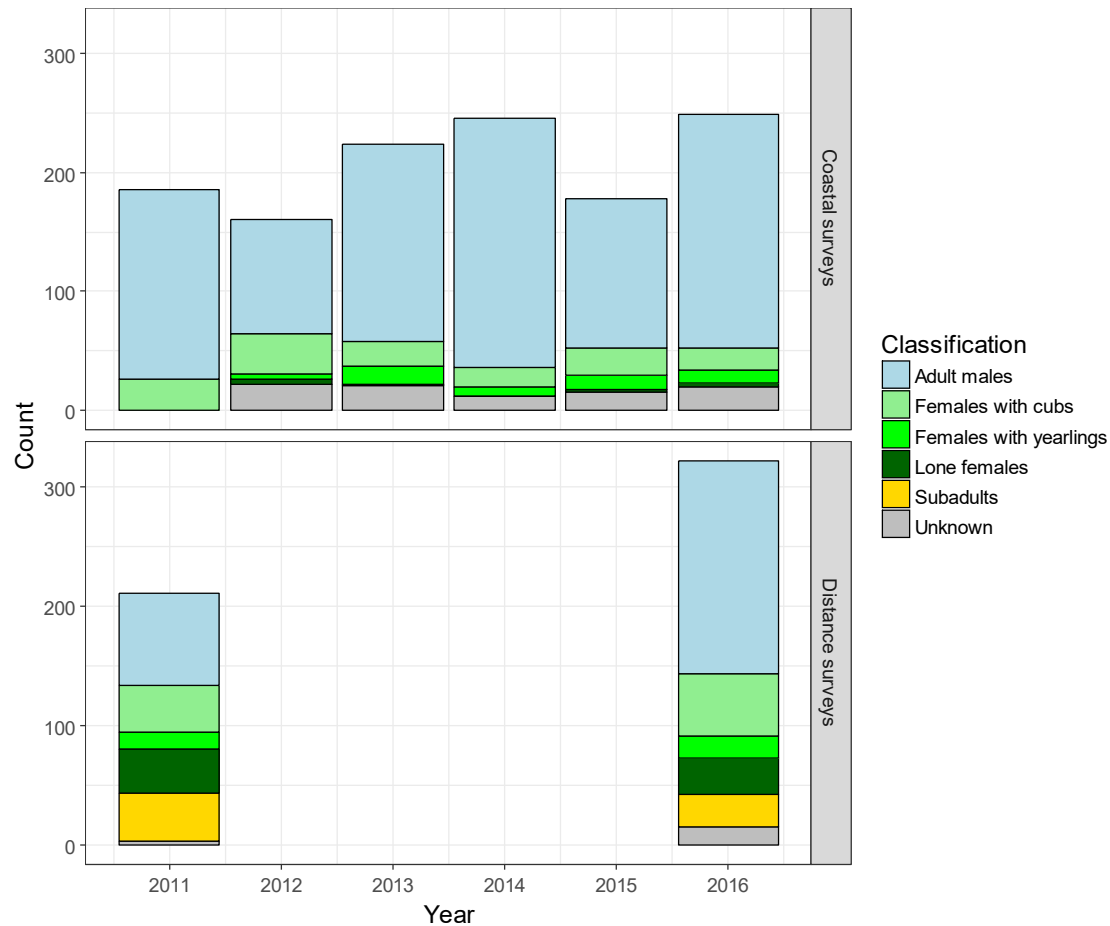 300
200
100
0
Coastal surveys
Count
300
200
100
0
Distance surveys
2011 2012 2013 2014 2015 2016
Year
Classification
Adult males
Females with cubs
Females with yearlings
Lone females
Subadults
Unknown